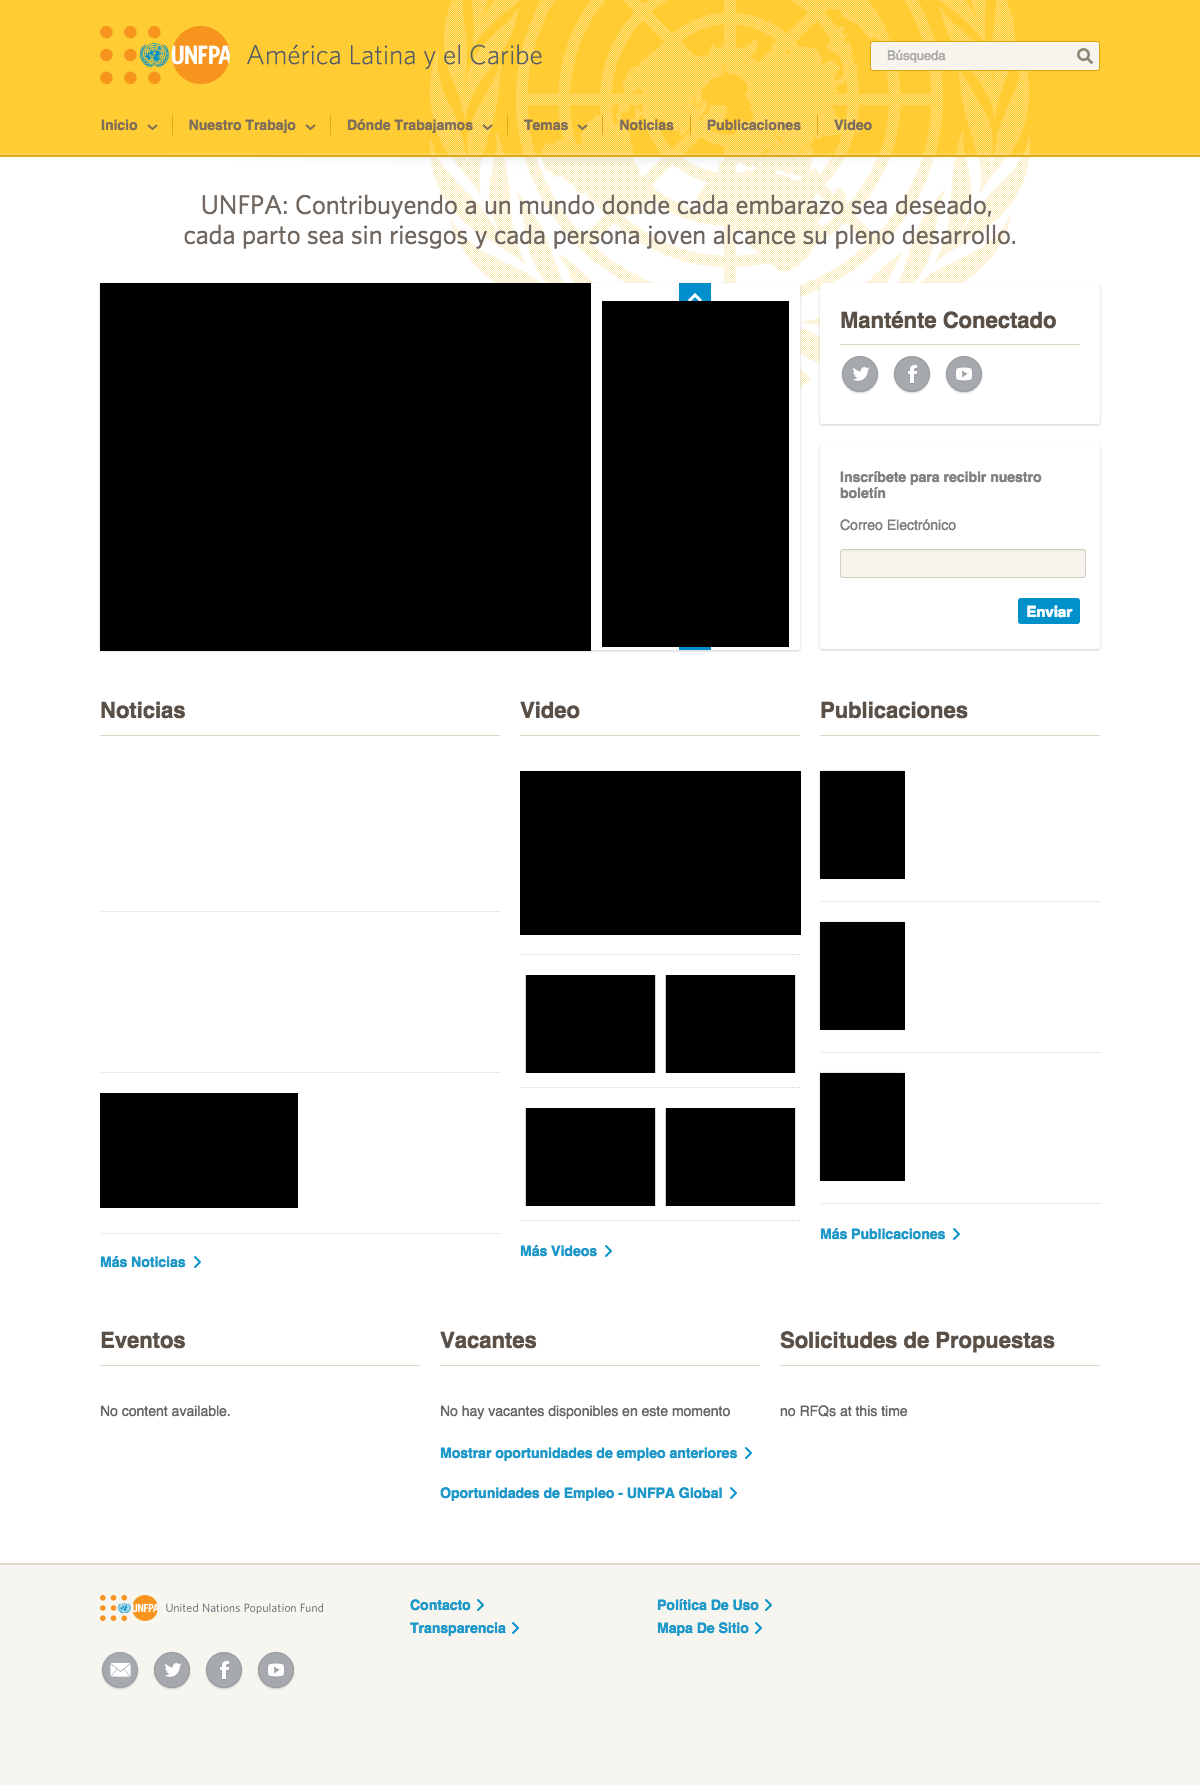 UNFPA
América Latina y el Caribe
Búsqueda
Inicio
Nuestro Trabajo
Dónde Trabajamos
Temas
Noticias
Publicaciones
Video
UNFPA: Contribuyendo a un mundo donde cada embarazo sea deseado,
cada parto sea sin riesgos y cada persona joven alcance su pleno desarrollo.
Manténte Conectado
Inscríbete para recibir nuestro
boletín
Correo Electrónico
Enviar
Noticias
Video
Publicaciones
Más Noticias
Más Videos
Más Publicaciones
Eventos
No content available.
Vacantes
No hay vacantes disponibles en este momento
Mostrar oportunidades de empleo anteriores
Oportunidades de Empleo - UNFPA Global
Solicitudes de Propuestas
no RFQs at this time
UNFPA
United Nations Population Fund
Contacto
Transparencia
Política De Uso
Mapa De Sitio